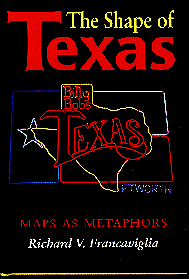 The Shape of
Texas
Billy
Bob's
TEXAS
FT WORTH
MAPS AS METAPHORS
Richard V. Francaviglia